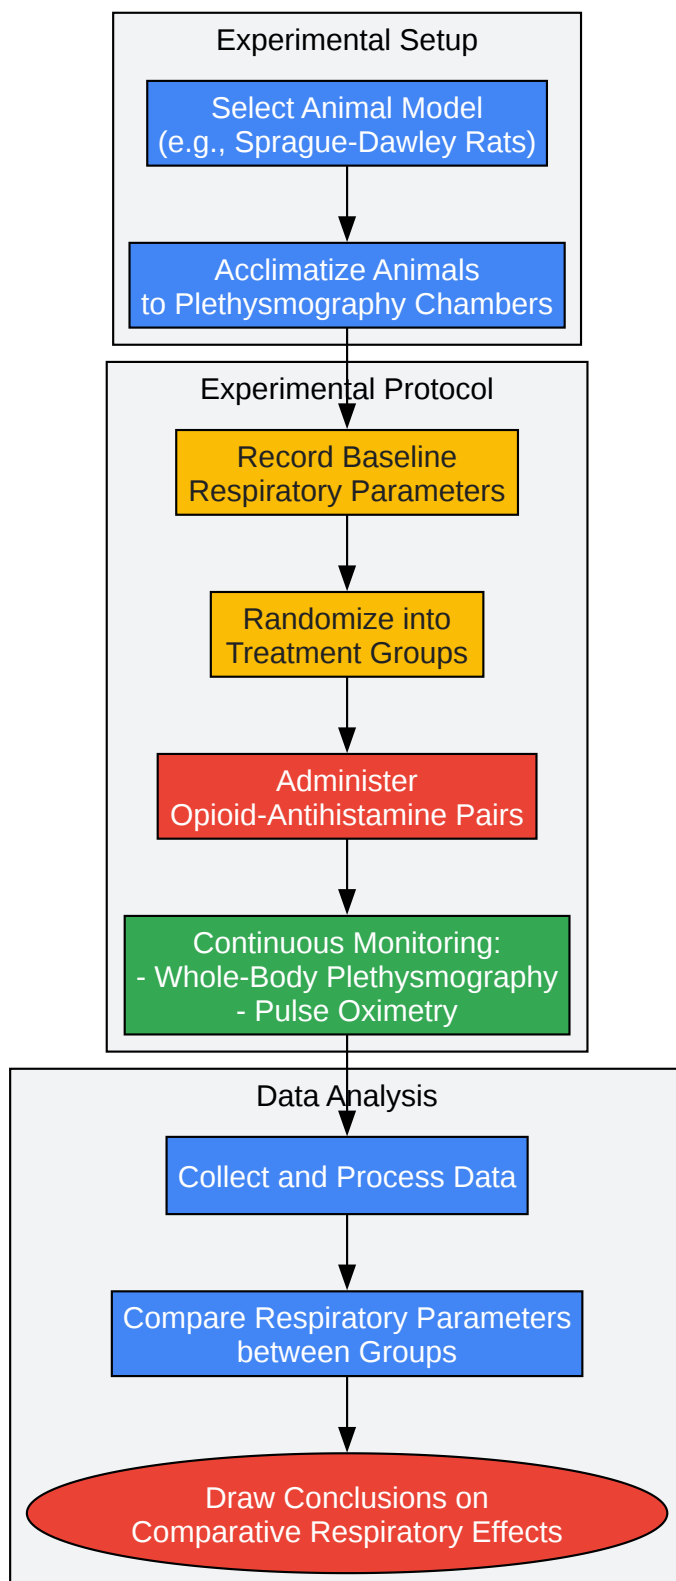 Experimental Setup
Select Animal Model
(e.g., Sprague-Dawley Rats)
Acclimatize Animals
to Plethysmography Chambers
Experimental Protocol
Record Baseline
Respiratory Parameters
Randomize into
Treatment Groups
Administer
Opioid-Antihistamine Pairs
Continuous Monitoring:
- Whole-Body Plethysmography
- Pulse Oximetry
Data Analysis
Collect and Process Data
Compare Respiratory Parameters
between Groups
Draw Conclusions on
Comparative Respiratory Effects